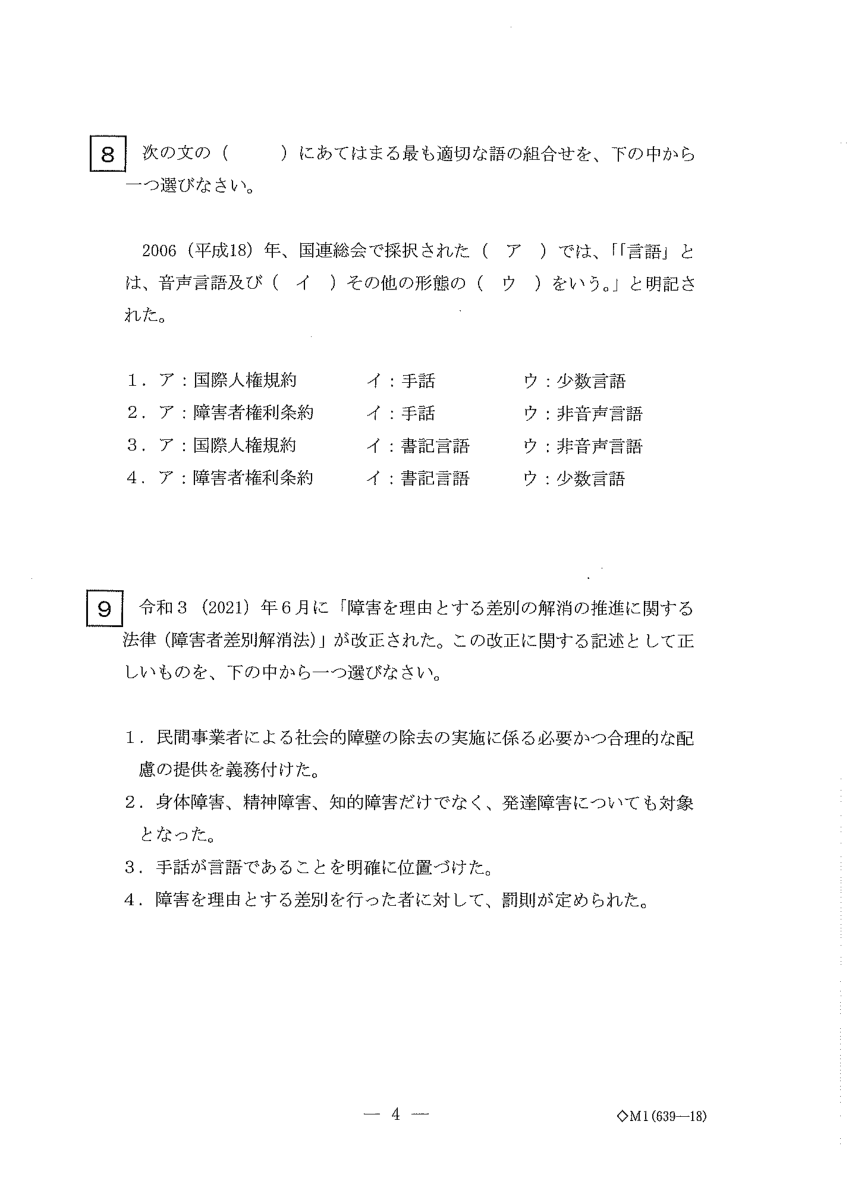 8 次の文の(　　　)にあてはまる最も適切な語の組合せを、下の中から
一つ選びなさい。
2006(平成18)年、国連総会で採択された(　ア　)では、「「言語」と
は、音声言語及び(　イ　)その他の形態の(　ウ　)をいう。」と明記さ
れた。
1．ア：国際人権規約　イ：手話　ウ：少数言語
2．ア：障害者権利条約　イ：手話　ウ：非音声言語
3．ア：国際人権規約　イ：書記言語　ウ：非音声言語
4．ア：障害者権利条約　イ：書記言語　ウ：少数言語
9 令和3(2021)年6月に「障害を理由とする差別の解消の推進に関する
法律(障害者差別解消法)」が改正された。この改正に関する記述として正
しいものを、下の中から一つ選びなさい。
1．民間事業者による社会的障壁の除去の実施に係る必要かつ合理的な配
慮の提供を義務付けた。
2．身体障害、精神障害、知的障害だけでなく、発達障害についても対象
となった。
3．手話が言語であることを明確に位置づけた。
4．障害を理由とする差別を行った者に対して、罰則が定められた。
— 4 —
◇M1(639—18)